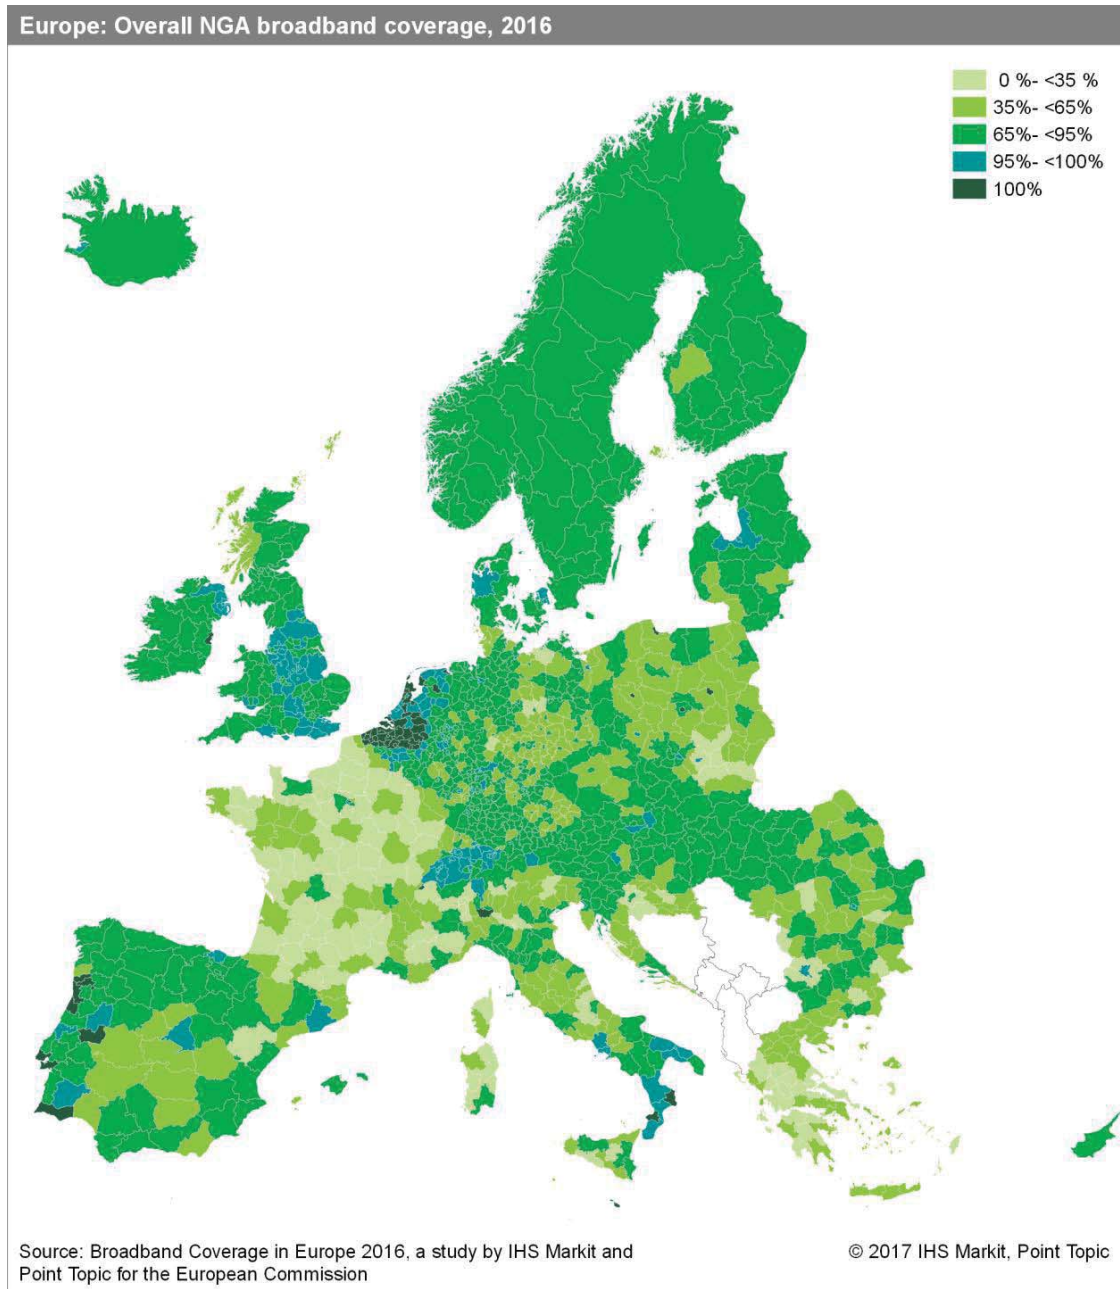 Europe: Overall NGA broadband coverage, 2016
0 %- <35 %
35%- <65%
65%- <95%
95%- <100%
100%
Source: Broadband Coverage in Europe 2016, a study by IHS Markit and
Point Topic for the European Commission
© 2017 IHS Markit, Point Topic